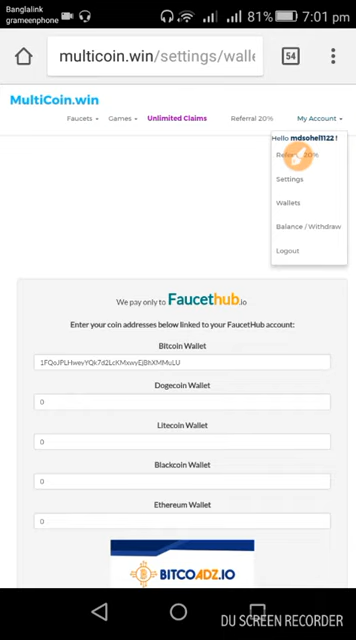 Banglalink
grameenphone
81% 7:01 pm
multicoin.win/settings/walle
54
MultiCoin.win
Faucets Games Unlimited Claims Referral 20% My Account
Hello mdsohel1122 !
Settings
Wallets
Balance / Withdraw
Logout
We pay only to Faucethub.io
Enter your coin addresses below linked to your FaucetHub account:
Bitcoin Wallet
Dogecoin Wallet
0
Litecoin Wallet
0
Blackcoin Wallet
0
Ethereum Wallet
0
BITCOADZ.IO
DU SCREEN RECORDER